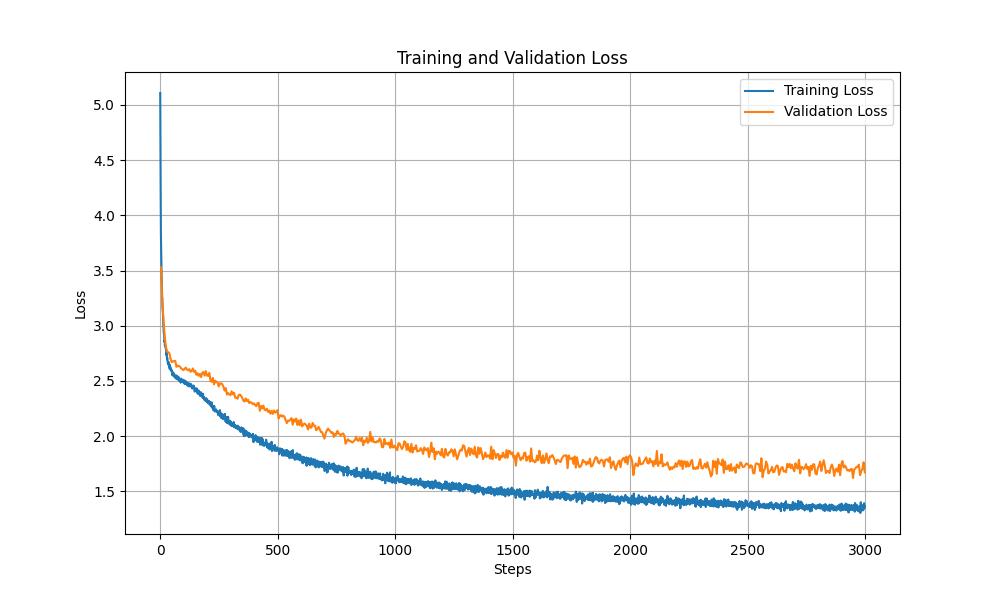 Training and Validation Loss
Training Loss
Validation Loss
5.0
4.5
4.0
3.5
3.0
2.5
2.0
1.5
Loss
0 500 1000 1500 2000 2500 3000
Steps